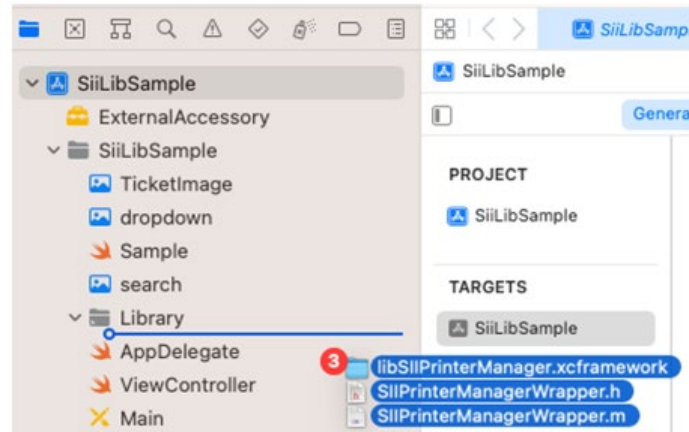 SiiLibSample
ExternalAccessory
SiiLibSample
TicketImage
dropdown
Sample
search
Library
AppDelegate
ViewController
Main
SiiLibSamp
SiiLibSample
Genera
PROJECT
SiiLibSample
TARGETS
SiiLibSample
3
libSIIPrinterManager.xcframework
SIIPrinterManagerWrapper.h
SIIPrinterManagerWrapper.m